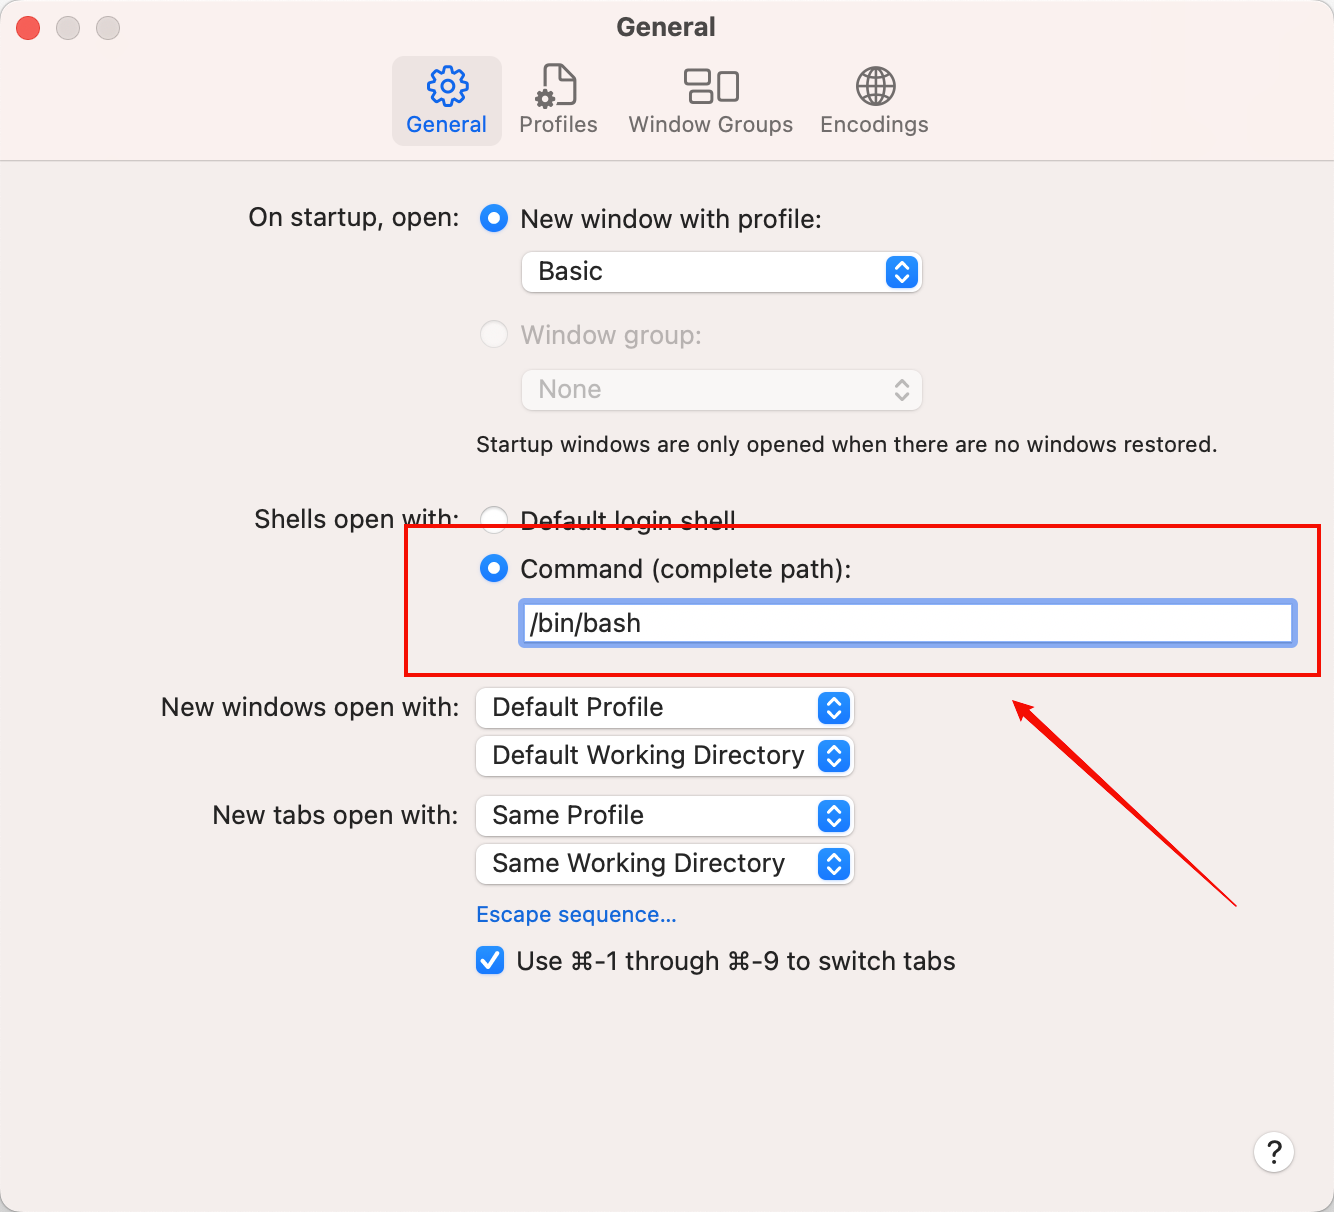 General
General Profiles Window Groups Encodings
On startup, open: New window with profile:
Basic
Window group:
None
Startup windows are only opened when there are no windows restored.
Shells open with: Default login shell
Command (complete path):
/bin/bash
New windows open with: Default Profile
Default Working Directory
New tabs open with: Same Profile
Same Working Directory
Escape sequence...
Use ⌘-1 through ⌘-9 to switch tabs
?